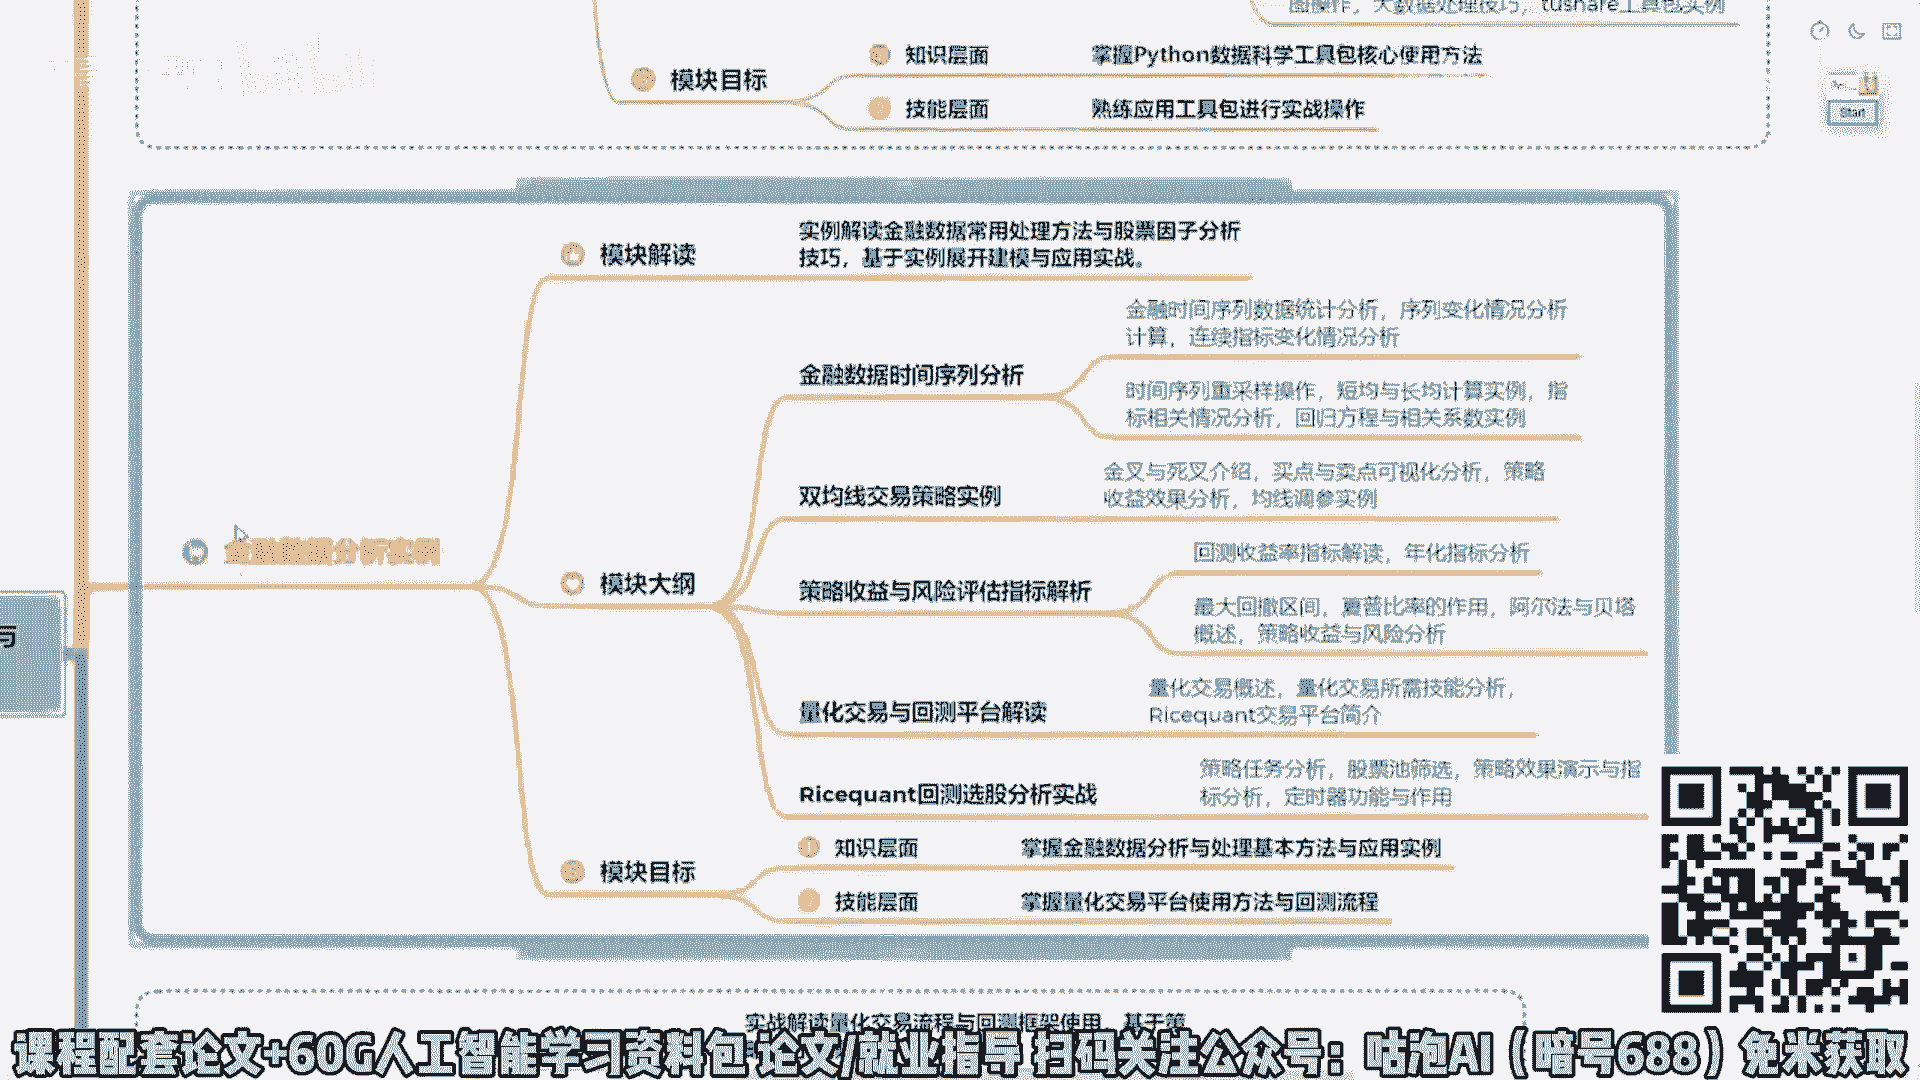 图操作，大数据处理技巧，tushare工具包实例
模块目标
知识层面
掌握Python数据科学工具包核心使用方法
技能层面
熟练应用工具包进行实战操作
Start
模块解读
实例解读金融数据常用处理方法与股票因子分析
技巧，基于实例展开建模与应用实战。
金融数据时间序列分析
金融时间序列数据统计分析，序列变化情况分析
计算，连续指标变化情况分析
时间序列重采样操作，短均与长均计算实例，指
标相关情况分析，回归方程与相关系数实例
双均线交易策略实例
金叉与死叉介绍，买点与卖点可视化分析，策略
收益效果分析，均线调参实例
金融数据分析实例
模块大纲
策略收益与风险评估指标解析
回测收益率指标解读，年化指标分析
最大回撤区间，夏普比率的作用，阿尔法与贝塔
概述，策略收益与风险分析
与
量化交易与回测平台解读
量化交易概述，量化交易所需技能分析，
Ricequant交易平台简介
Ricequant回测选股分析实战
策略任务分析，股票池筛选，策略效果演示与指
标分析，定时器功能与作用
模块目标
知识层面
掌握金融数据分析与处理基本方法与应用实例
技能层面
掌握量化交易平台使用方法与回测流程
实战解读量化交易流程与回测框架使用，基于策
课程配套论文+60G人工智能学习资料包 论文/就业指导 扫码关注公众号：咕泡AI（暗号688）免米获取